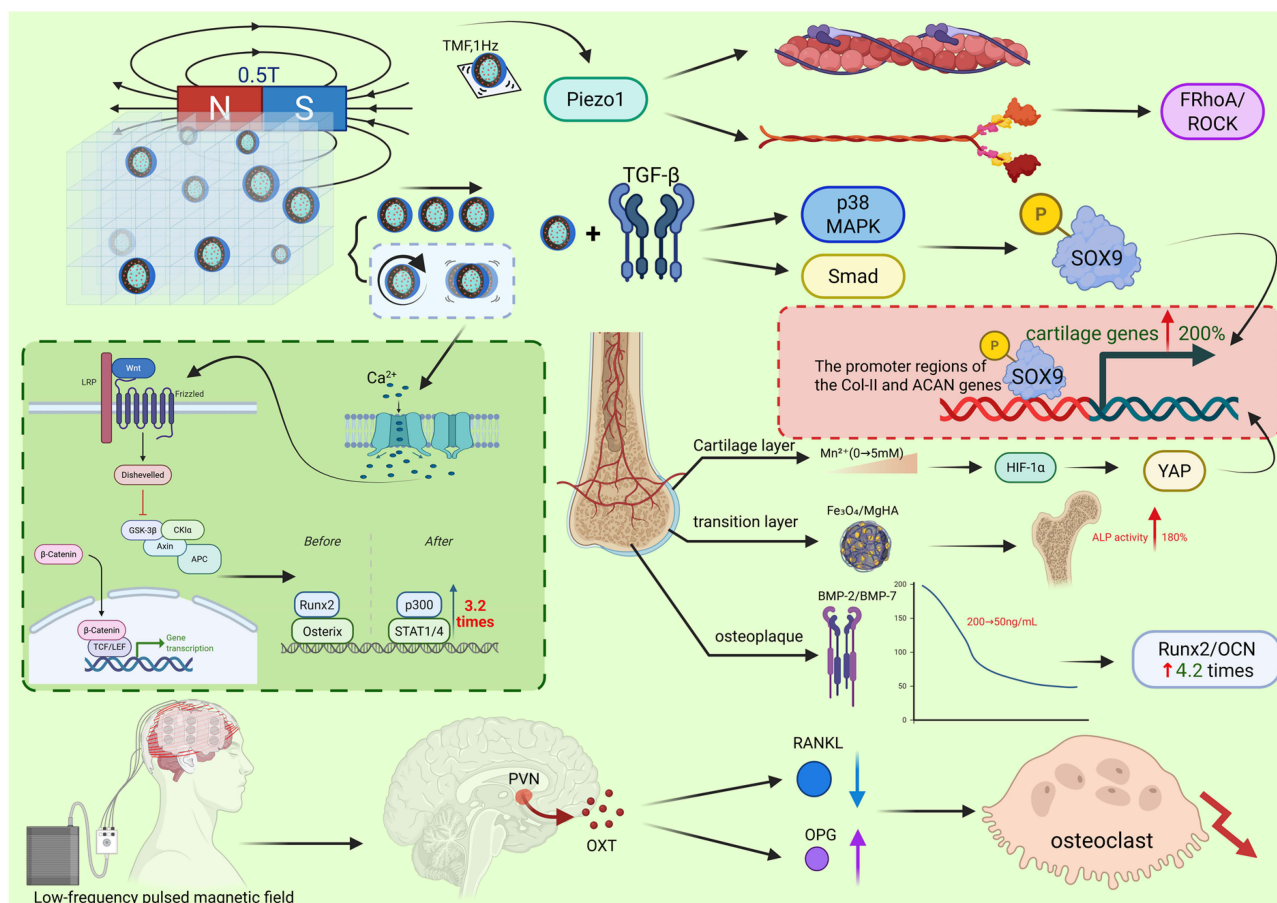 0.5T
N
S
TMF,1Hz
Piezo1
FRhoA/
ROCK
TGF-β
p38
MAPK
Smad
P
SOX9
cartilage genes
200%
The promoter regions of
the Col-II and ACAN genes
P
SOX9
Wnt
LRP
Frizzled
Dishevelled
GSK-3β
CKIα
Axin
APC
β-Catenin
β-Catenin
TCF/LEF
Gene
transcription
Ca²⁺
Before
After
Runx2
Osterix
p300
STAT1/4
3.2
times
Cartilage layer
Mn²⁺(0→5mM)
HIF-1α
YAP
transition layer
Fe₃O₄/MgHA
ALP activity
180%
osteoplaque
BMP-2/BMP-7
200
150
100
50
0
200→50ng/mL
Runx2/OCN
↑4.2 times
Low-frequency pulsed magnetic field
PVN
OXT
RANKL
OPG
osteoclast